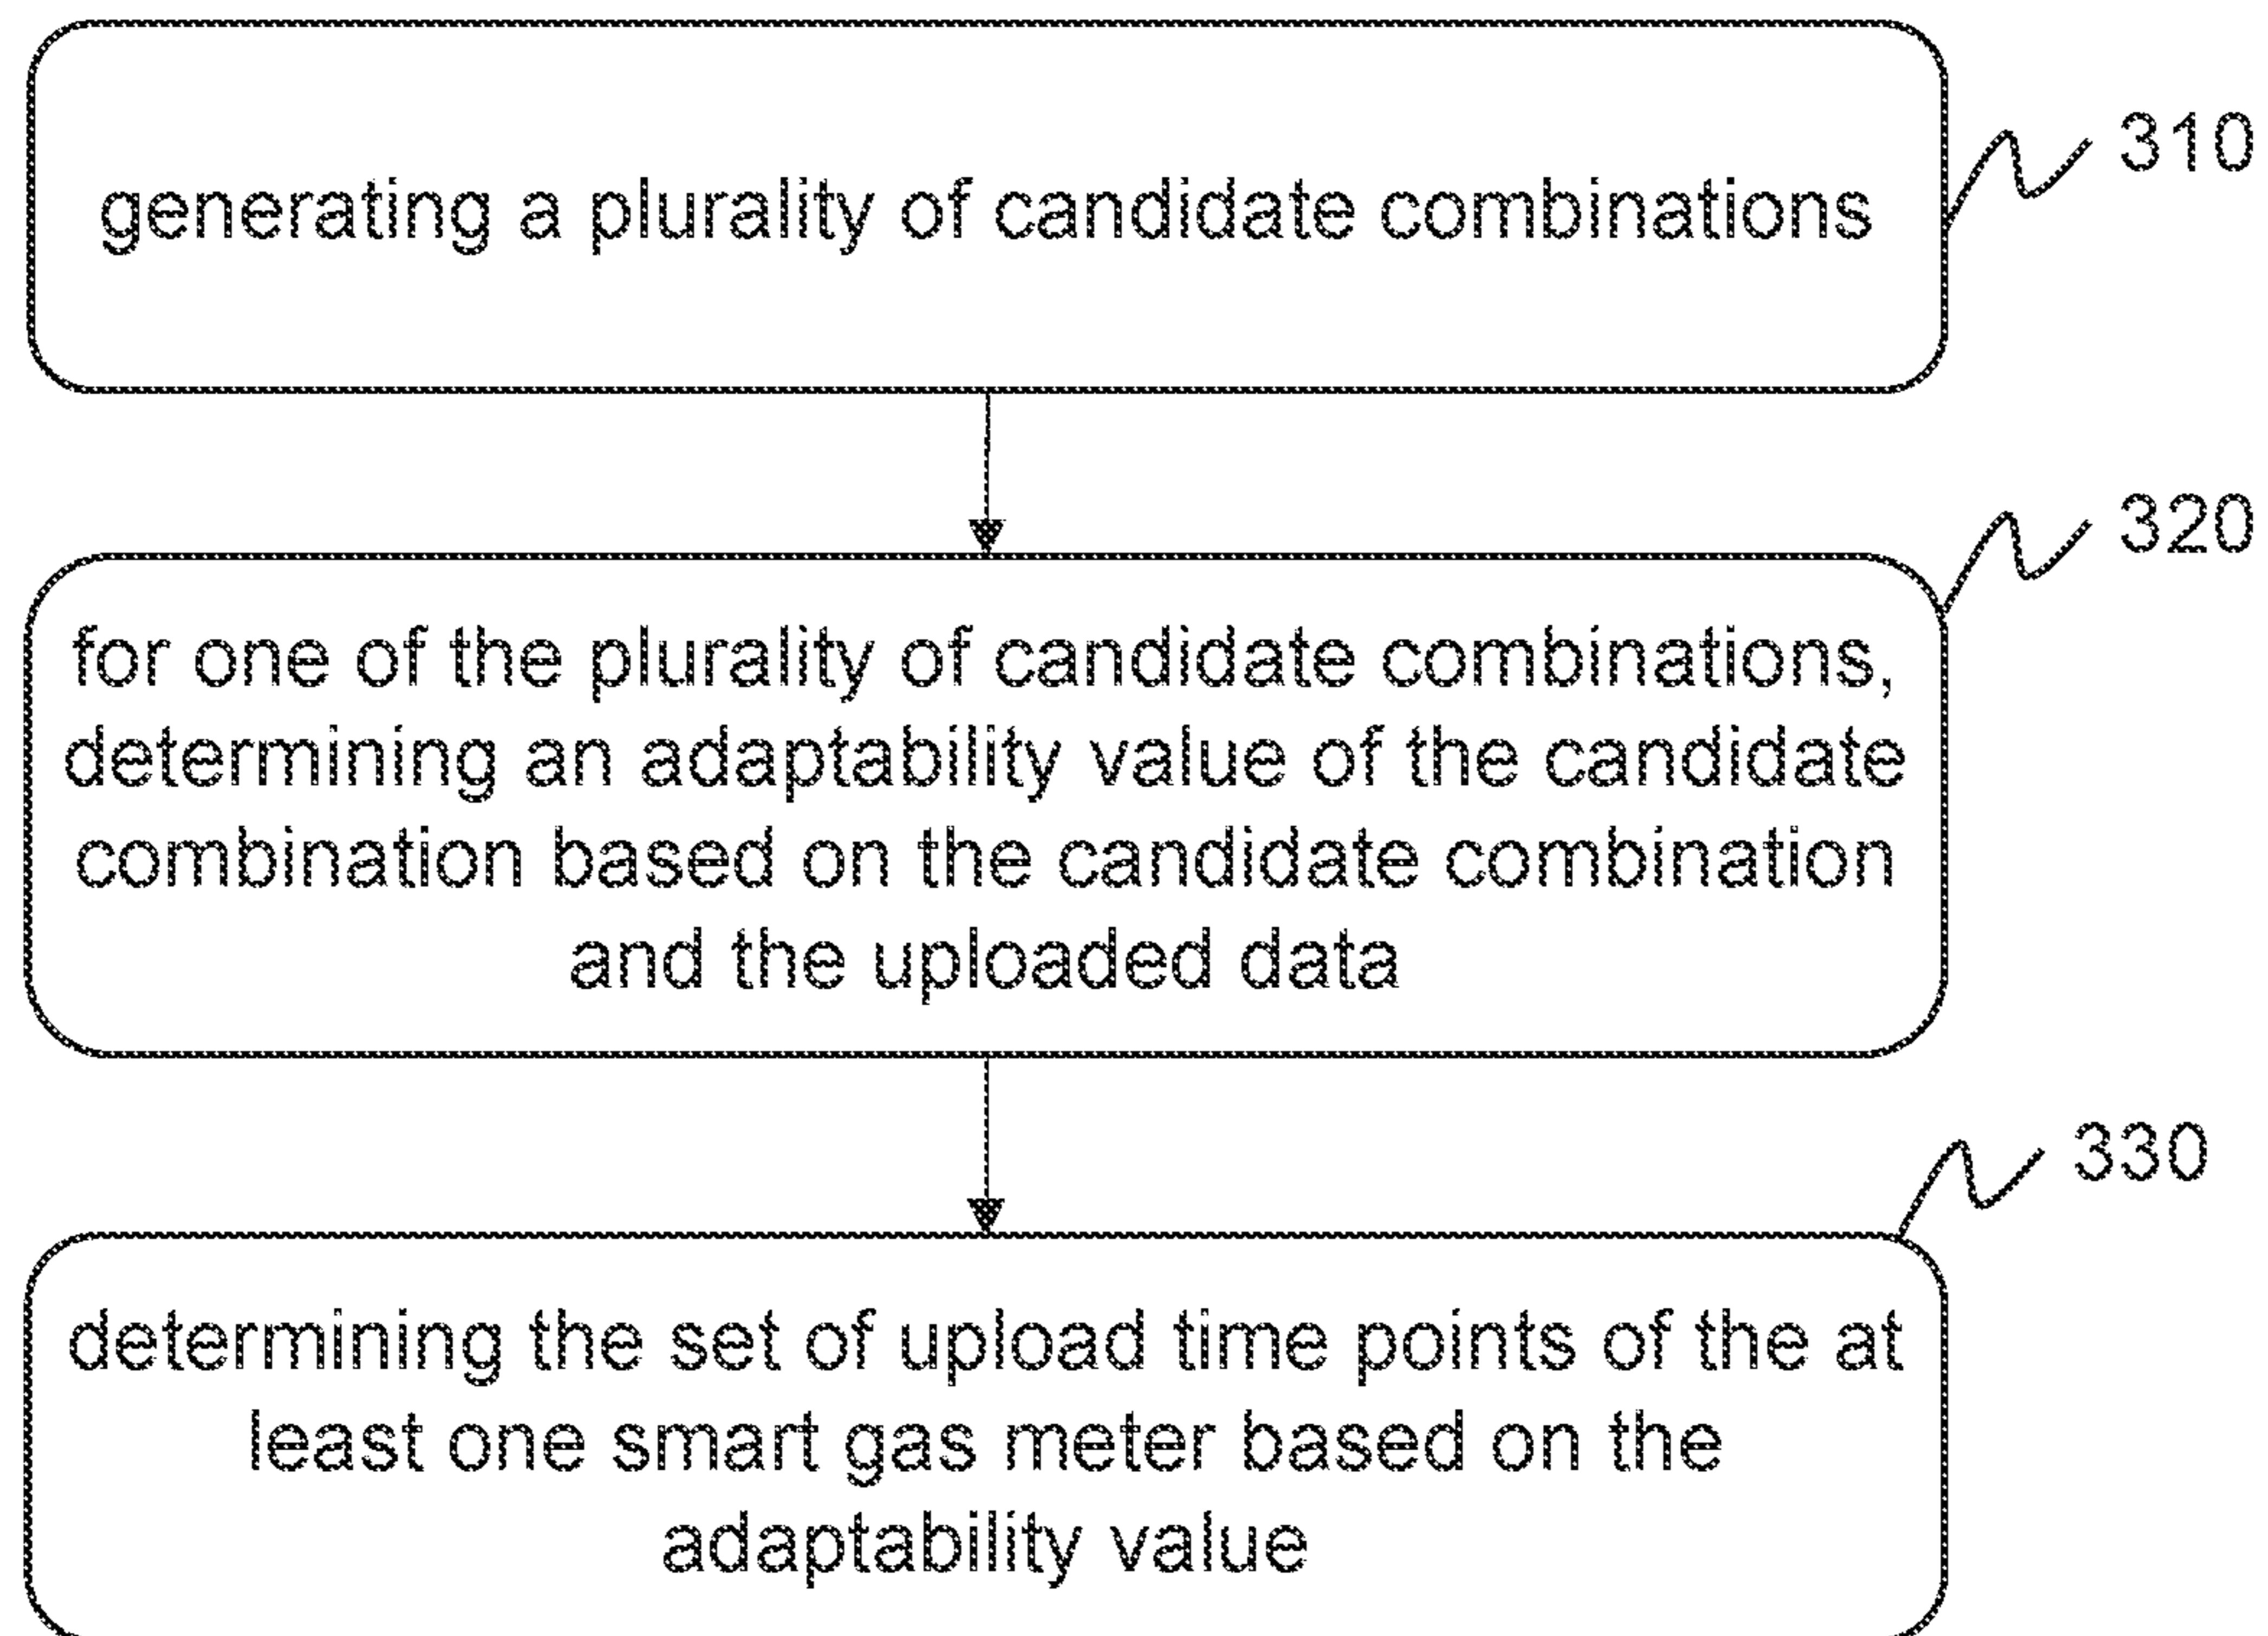 generating a plurality of candidate combinations
310
for one of the plurality of candidate combinations,
determining an adaptability value of the candidate
combination based on the candidate combination
and the uploaded data
320
determining the set of upload time points of the at
least one smart gas meter based on the
adaptability value
330